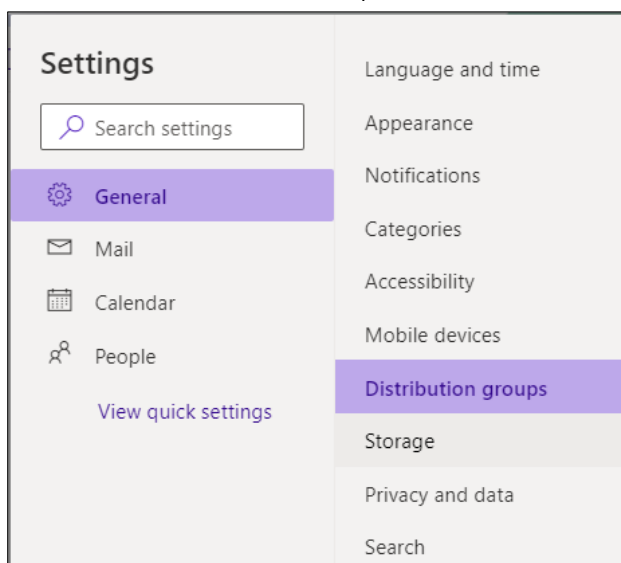 Settings
Search settings
General
Mail
Calendar
People
View quick settings
Language and time
Appearance
Notifications
Categories
Accessibility
Mobile devices
Distribution groups
Storage
Privacy and data
Search